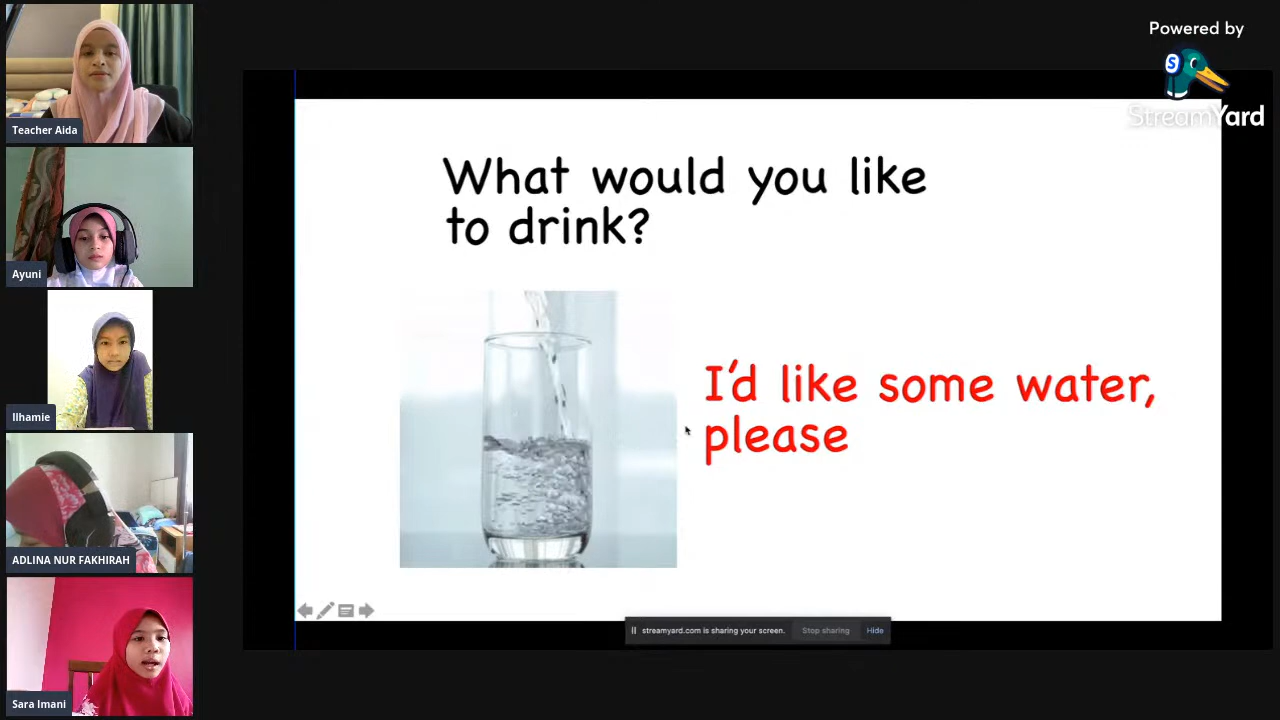 Teacher Aida
Ayuni
Ilhamie
ADLINA NUR FAKHIRAH
Sara Imani
Powered by
S
StreamYard
What would you like
to drink?
I'd like some water,
please
streamyard.com is sharing your screen.
Stop sharing
Hide